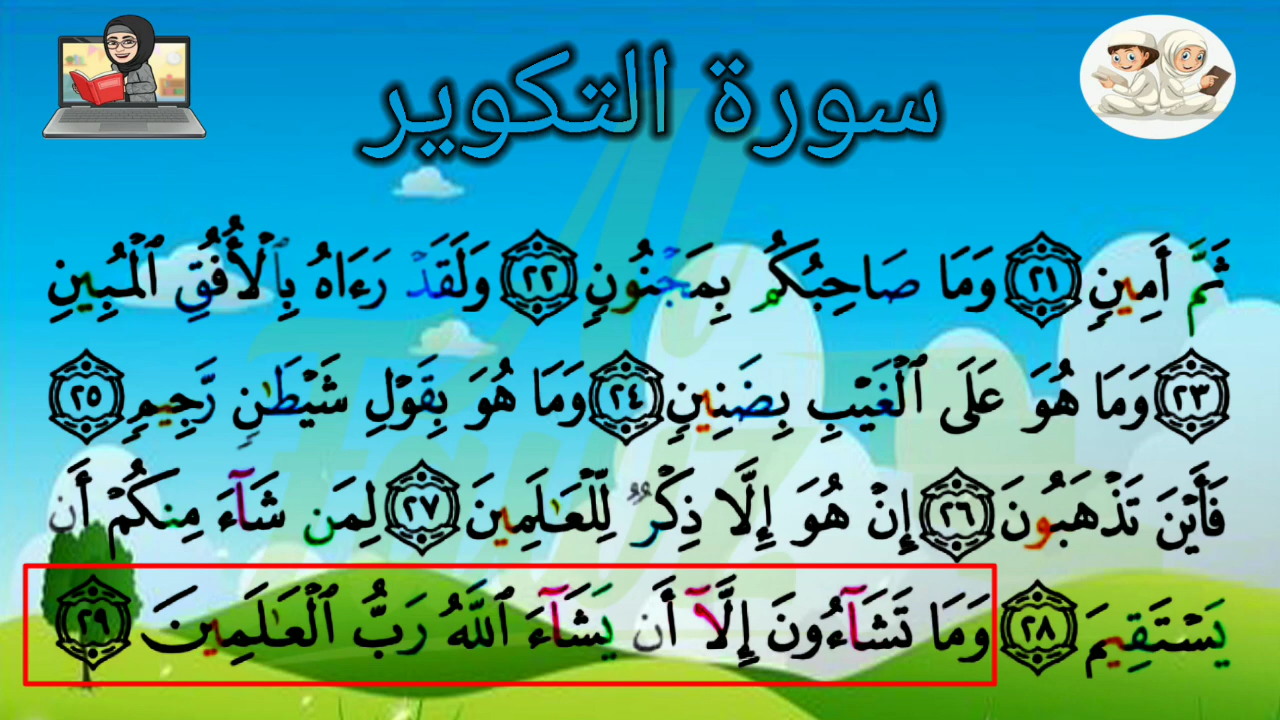 سورة التكوير
ثَمَّ أَمِينٖ ٢١ وَمَا صَاحِبُكُم بِمَجۡنُونٖ ٢٢ وَلَقَدۡ رَءَاهُ بِٱلۡأُفُقِ ٱلۡمُبِينِ
٢٣ وَمَا هُوَ عَلَى ٱلۡغَيۡبِ بِضَنِينٖ ٢٤ وَمَا هُوَ بِقَوۡلِ شَيۡطَٰنٖ رَّجِيمٖ ٢٥
فَأَيۡنَ تَذۡهَبُونَ ٢٦ إِنۡ هُوَ إِلَّا ذِكۡرٞ لِّلۡعَٰلَمِينَ ٢٧ لِمَن شَآءَ مِنكُمۡ أَن
يَسۡتَقِيمَ ٢٨ وَمَا تَشَآءُونَ إِلَّآ أَن يَشَآءَ ٱللَّهُ رَبُّ ٱلۡعَٰلَمِينَ ٢٩